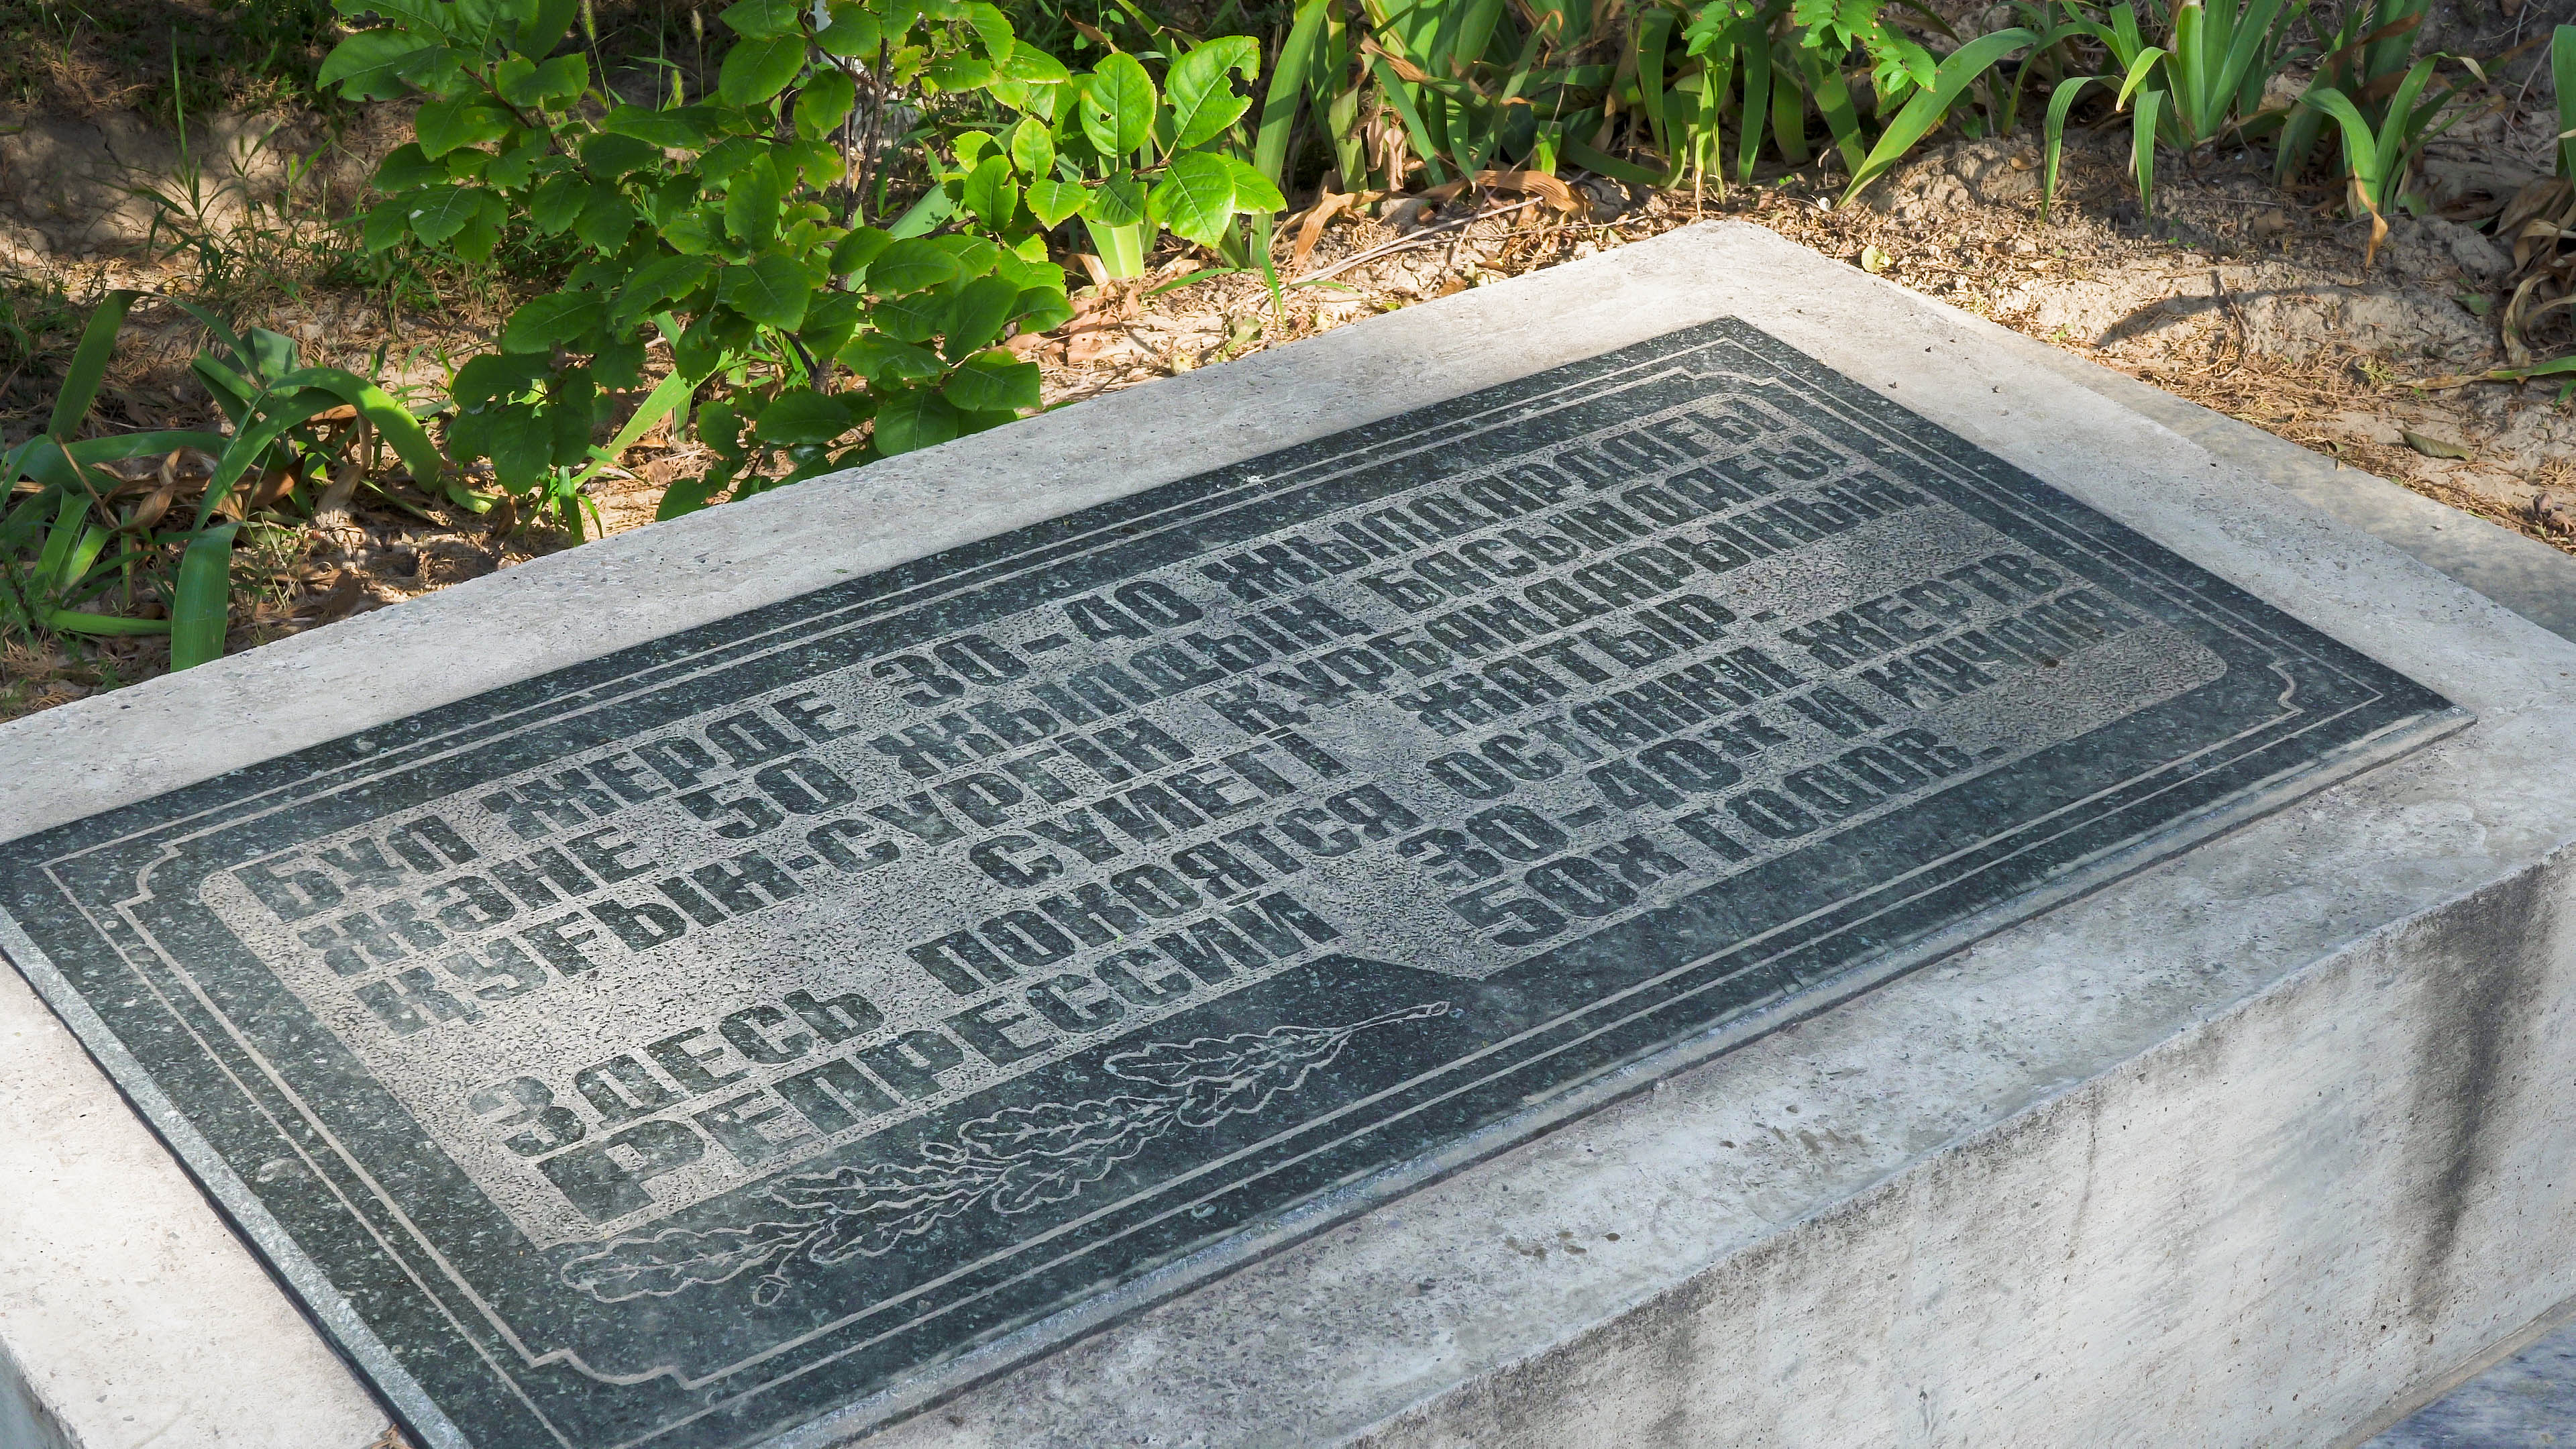 БҰЛ ЖЕРДЕ 30-40 ЖЫЛДАРДАҒЫ
ЖӘНЕ 50 ЖЫЛДЫҢ БАСЫНДАҒЫ
ҚУҒЫН-СҮРГІН ҚҰРБАНДАРЫНЫҢ
СҮЙЕГІ ЖАТЫР.
ЗДЕСЬ ПОКОЯТСЯ ОСТАНКИ ЖЕРТВ
РЕПРЕССИЙ 30-40Х И НАЧАЛА
50Х ГОДОВ.